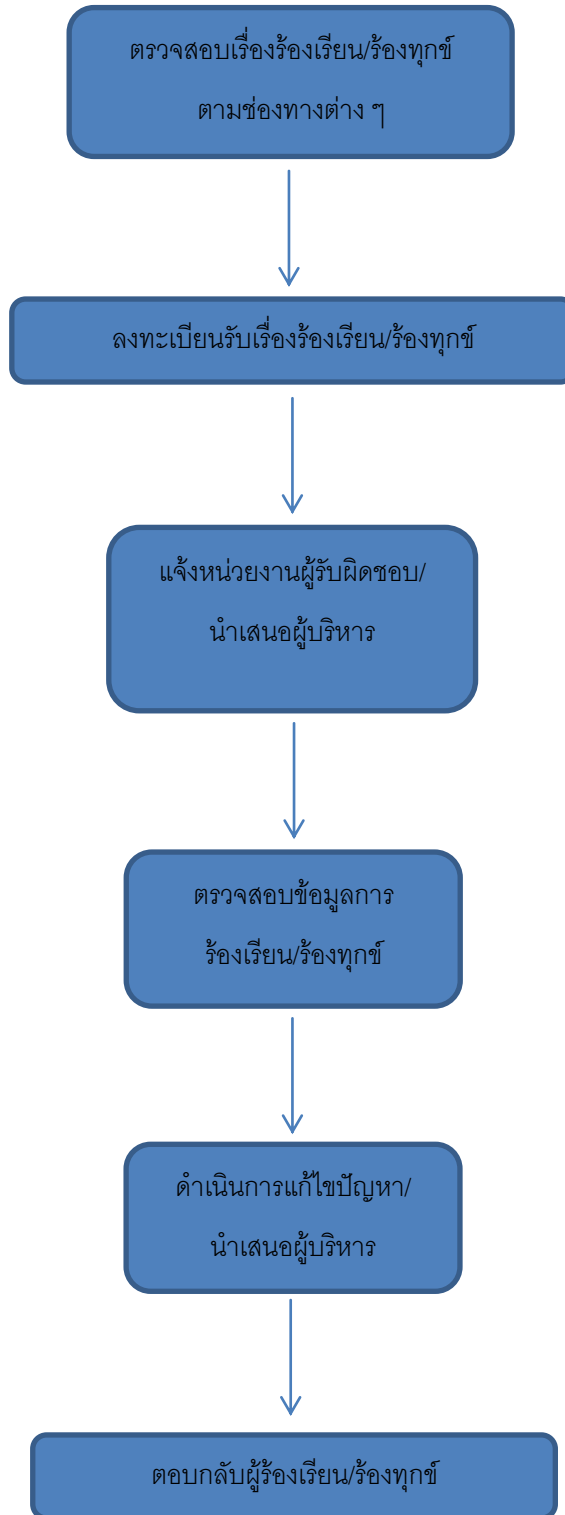 ตรวจสอบเรื่องร้องเรียน/ร้องทุกข์
ตามช่องทางต่าง ๆ
ลงทะเบียนรับเรื่องร้องเรียน/ร้องทุกข์
แจ้งหน่วยงานผู้รับผิดชอบ/
นำเสนอผู้บริหาร
ตรวจสอบข้อมูลการ
ร้องเรียน/ร้องทุกข์
ดำเนินการแก้ไขปัญหา/
นำเสนอผู้บริหาร
ตอบกลับผู้ร้องเรียน/ร้องทุกข์